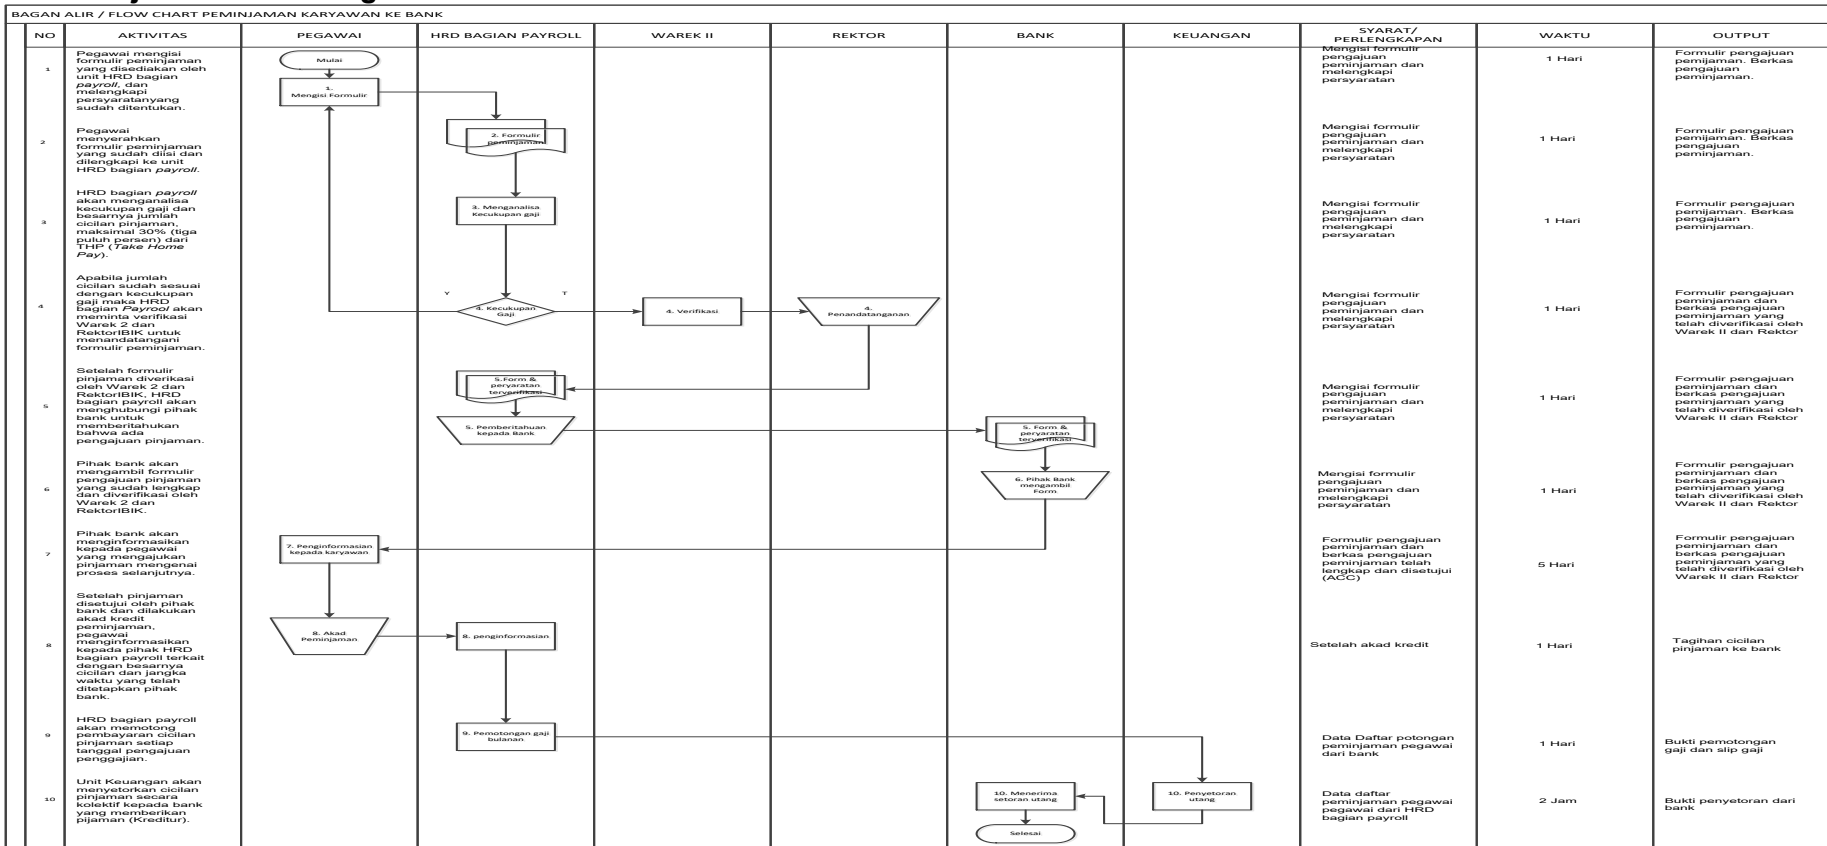 BAGAN ALIR / FLOW CHART PEMINJAMAN KARYAWAN KE BANK
NO AKTIVITAS PEGAWAI HRD BAGIAN PAYROLL WAREK II REKTOR BANK KEUANGAN SYARAT/ PERLENGKAPAN WAKTU OUTPUT
1
Pegawai mengisi
formulir peminjaman
yang disediakan oleh
unit HRD bagian
payroll, dan
melengkapi
persyaratanyang
sudah ditentukan.
Mulai
1.
Mengisi Formulir
Mengisi formulir
pengajuan
peminjaman dan
melengkapi
persyaratan
1 Hari
Formulir pengajuan
pemijaman. Berkas
pengajuan
peminjaman.
2
Pegawai
menyerahkan
formulir peminjaman
yang sudah diisi dan
dilengkapi ke unit
HRD bagian payroll.
2. Formulir
peminjaman
Mengisi formulir
pengajuan
peminjaman dan
melengkapi
persyaratan
1 Hari
Formulir pengajuan
pemijaman. Berkas
pengajuan
peminjaman.
3
HRD bagian payroll
akan menganalisa
kecukupan gaji dan
besarnya jumlah
cicilan pinjaman,
maksimal 30% (tiga
puluh persen) dari
THP (Take Home
Pay).
3. Menganalisa
Kecukupan gaji
Mengisi formulir
pengajuan
peminjaman dan
melengkapi
persyaratan
1 Hari
Formulir pengajuan
pemijaman. Berkas
pengajuan
peminjaman.
4
Apabila jumlah
cicilan sudah sesuai
dengan kecukupan
gaji maka HRD
bagian Payrool akan
meminta verifikasi
Warek 2 dan
RektorIBIK untuk
menandatangani
formulir peminjaman.
Y
T
4. Kecukupan
Gaji
4. Verifikasi
4.
Penandatanganan
Mengisi formulir
pengajuan
peminjaman dan
melengkapi
persyaratan
1 Hari
Formulir pengajuan
peminjaman dan
berkas pengajuan
peminjaman yang
telah diverifikasi oleh
Warek II dan Rektor
5
Setelah formulir
pinjaman diverikasi
oleh Warek 2 dan
RektorIBIK, HRD
bagian payroll akan
menghubungi pihak
bank untuk
memberitahukan
bahwa ada
pengajuan pinjaman.
5.Form &
peryaratan
terverifikasi
5. Pemberitahuan
kepada Bank
5. Form &
peryaratan
terverifikasi
Mengisi formulir
pengajuan
peminjaman dan
melengkapi
persyaratan
1 Hari
Formulir pengajuan
peminjaman dan
berkas pengajuan
peminjaman yang
telah diverifikasi oleh
Warek II dan Rektor
6
Pihak bank akan
mengambil formulir
pengajuan pinjaman
yang sudah lengkap
dan diverifikasi oleh
Warek 2 dan
RektorIBIK.
6. Pihak Bank
mengambil
Form
Mengisi formulir
pengajuan
peminjaman dan
melengkapi
persyaratan
1 Hari
Formulir pengajuan
peminjaman dan
berkas pengajuan
peminjaman yang
telah diverifikasi oleh
Warek II dan Rektor
7
Pihak bank akan
menginformasikan
kepada pegawai
yang mengajukan
pinjaman mengenai
proses selanjutnya.
7. Penginformasian
kepada karyawan
Formulir pengajuan
peminjaman dan
berkas pengajuan
peminjaman telah
lengkap dan disetujui
(ACC)
5 Hari
Formulir pengajuan
peminjaman dan
berkas pengajuan
peminjaman yang
telah diverifikasi oleh
Warek II dan Rektor
8
Setelah pinjaman
disetujui oleh pihak
bank dan dilakukan
akad kredit
peminjaman,
pegawai
menginformasikan
kepada pihak HRD
bagian payroll terkait
dengan besarnya
cicilan dan jangka
waktu yang telah
ditetapkan pihak
bank.
8. Akad
Peminjaman
8. penginformasian
Setelah akad kredit
1 Hari
Tagihan cicilan
pinjaman ke bank
9
HRD bagian payroll
akan memotong
pembayaran cicilan
pinjaman setiap
tanggal pengajuan
penggajian.
9. Pemotongan gaji
bulanan
Data Daftar potongan
peminjaman pegawai
dari bank
1 Hari
Bukti pemotongan
gaji dan slip gaji
10
Unit Keuangan akan
menyetorkan cicilan
pinjaman secara
kolektif kepada bank
yang memberikan
pijaman (Kreditur).
10. Menerima
setoran utang
10. Penyetoran
utang
Selesai
Data daftar
peminjaman pegawai
pegawai dari HRD
bagian payroll
2 Jam
Bukti penyetoran dari
bank